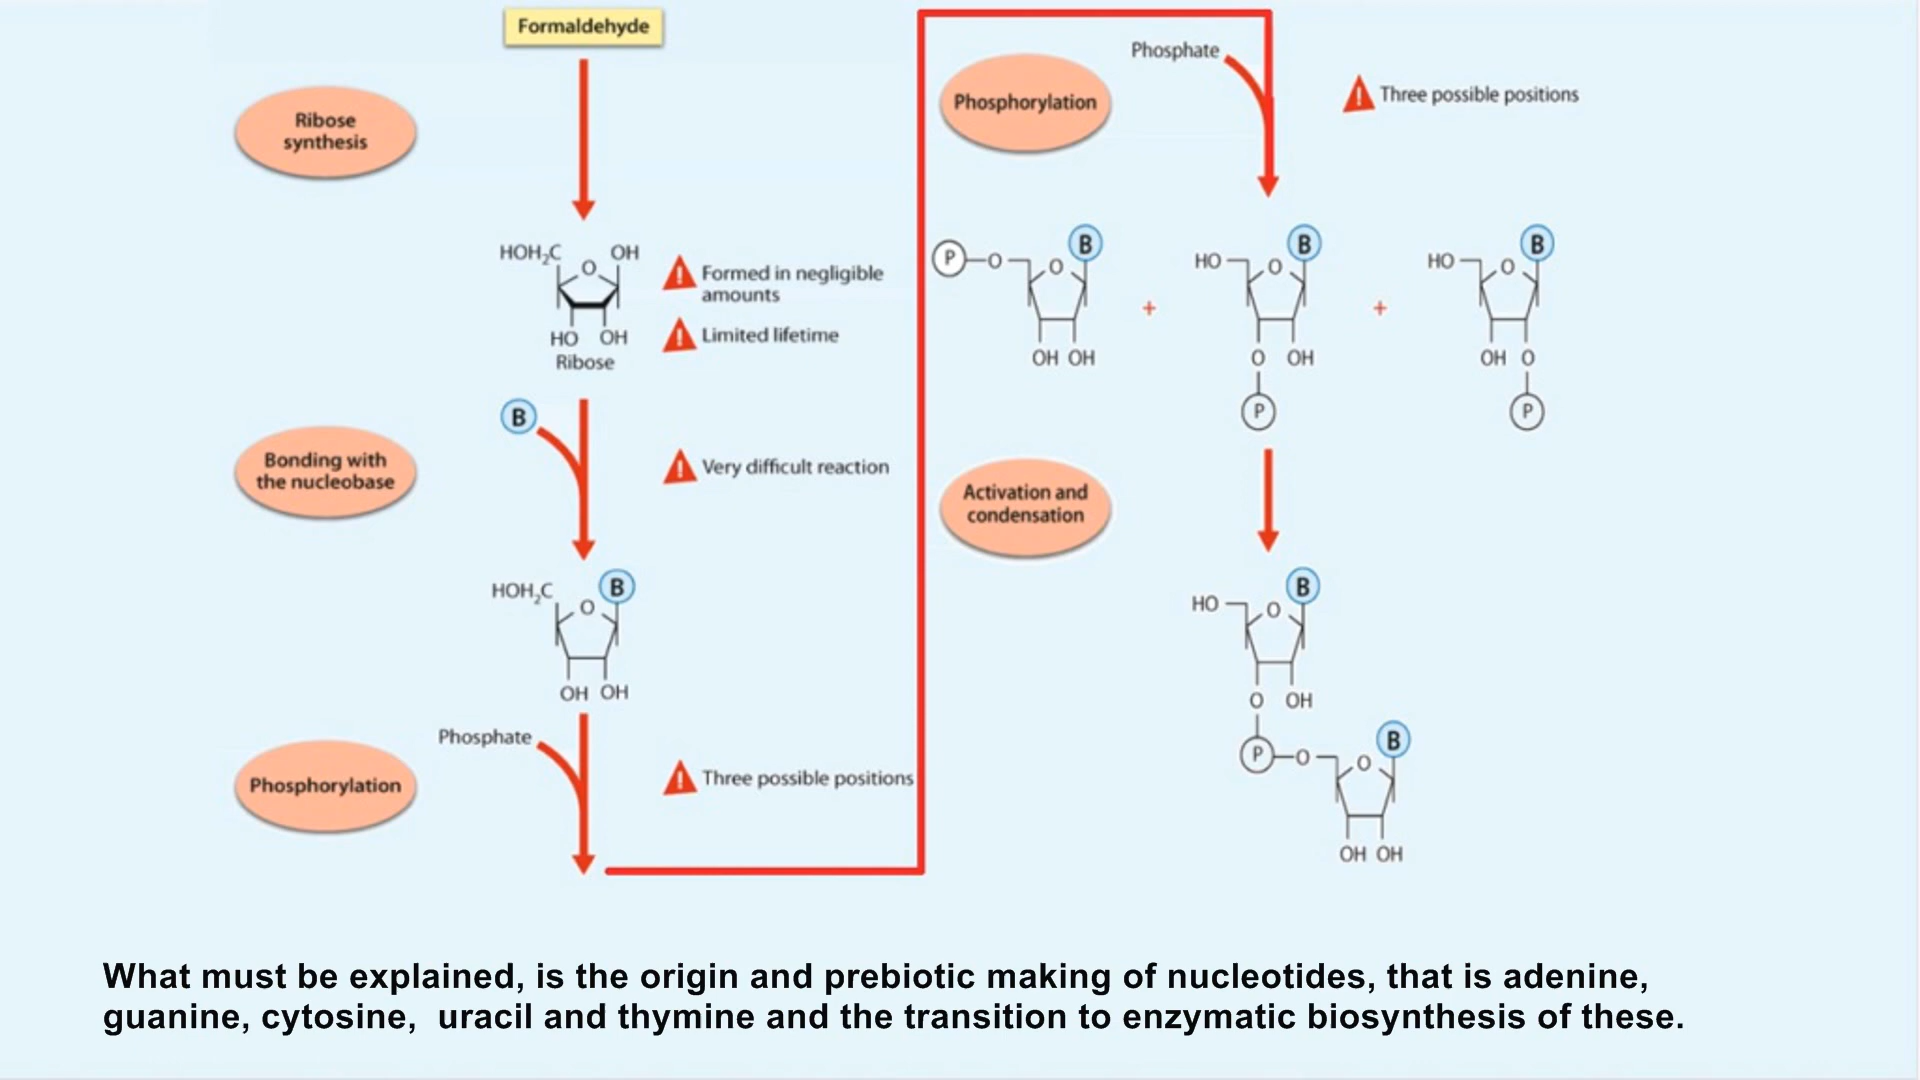 Formaldehyde
Ribose
synthesis
HOH₂C
OH
O
HO
OH
Ribose
! Formed in negligible
amounts
! Limited lifetime
B
Bonding with
the nucleobase
! Very difficult reaction
HOH₂C
O
B
OH OH
Phosphate
Phosphorylation
! Three possible positions
Phosphate
Phosphorylation
! Three possible positions
P
O
O
B
OH OH
+
HO
O
B
O OH
P
+
HO
O
B
OH O
P
Activation and
condensation
HO
O
B
O OH
P
O
O
B
OH OH
What must be explained, is the origin and prebiotic making of nucleotides, that is adenine,
guanine, cytosine, uracil and thymine and the transition to enzymatic biosynthesis of these.